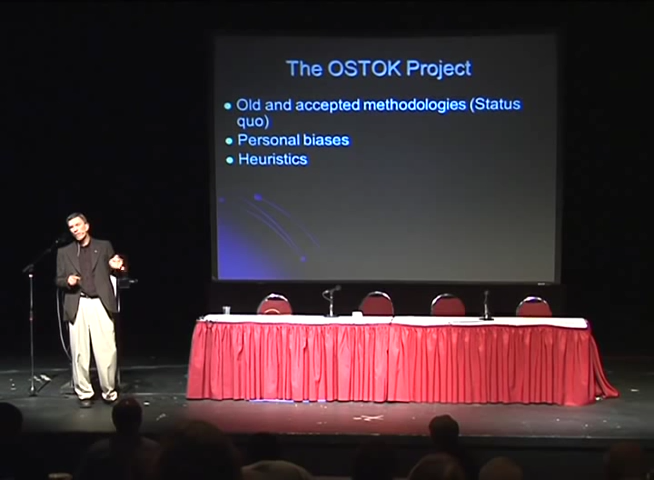 The OSTOK Project
Old and accepted methodologies (Status
quo)
Personal biases
Heuristics